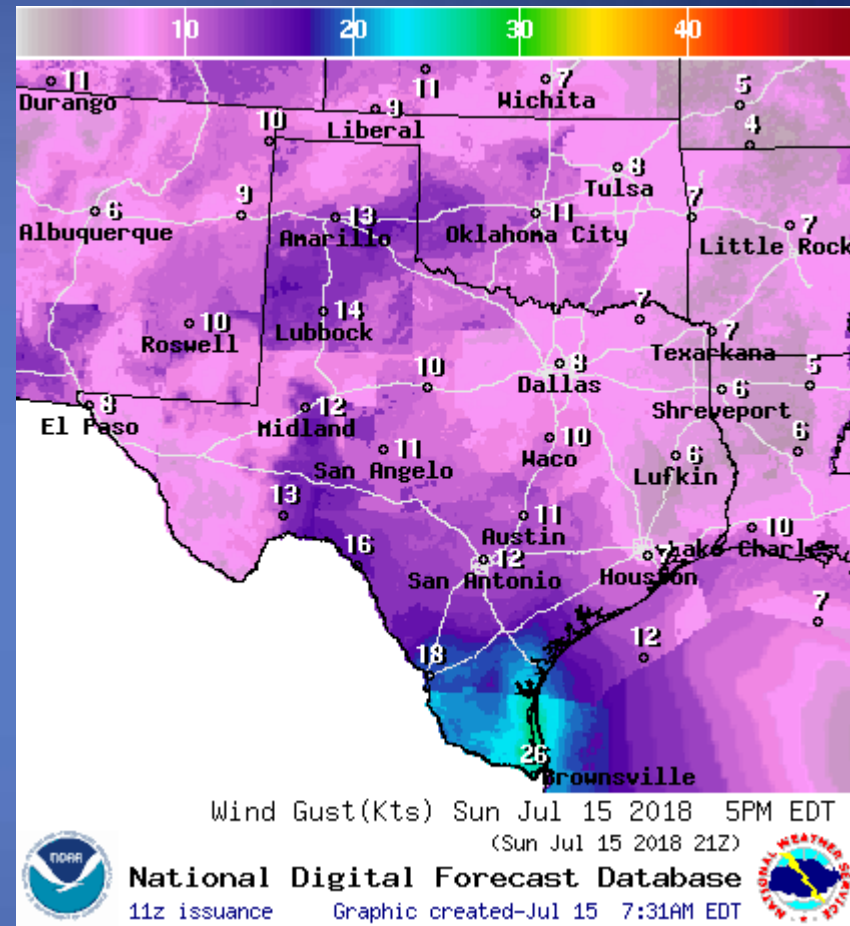 10 20 30 40
11
Durango
11
7
Wichita
5
9
Liberal
10
4
8
Tulsa
6
Albuquerque
9
13
Amarillo
11
Oklahoma City
7
7
Little Rock
10
Roswell
14
Lubbock
7
7
Texarkana
8
Dallas
10
5
6
Shreveport
8
El Paso
12
Midland
11
San Angelo
10
Waco
6
Lufkin
6
13
11
Austin
10
16
12
San Antonio
Houston
7
12
18
26
Brownsville
Wind Gust(Kts) Sun Jul 15 2018 5PM EDT
(Sun Jul 15 2018 21Z)
NOAA
National Digital Forecast Database
11z issuance Graphic created-Jul 15 7:31AM EDT
NATIONAL WEATHER SERVICE